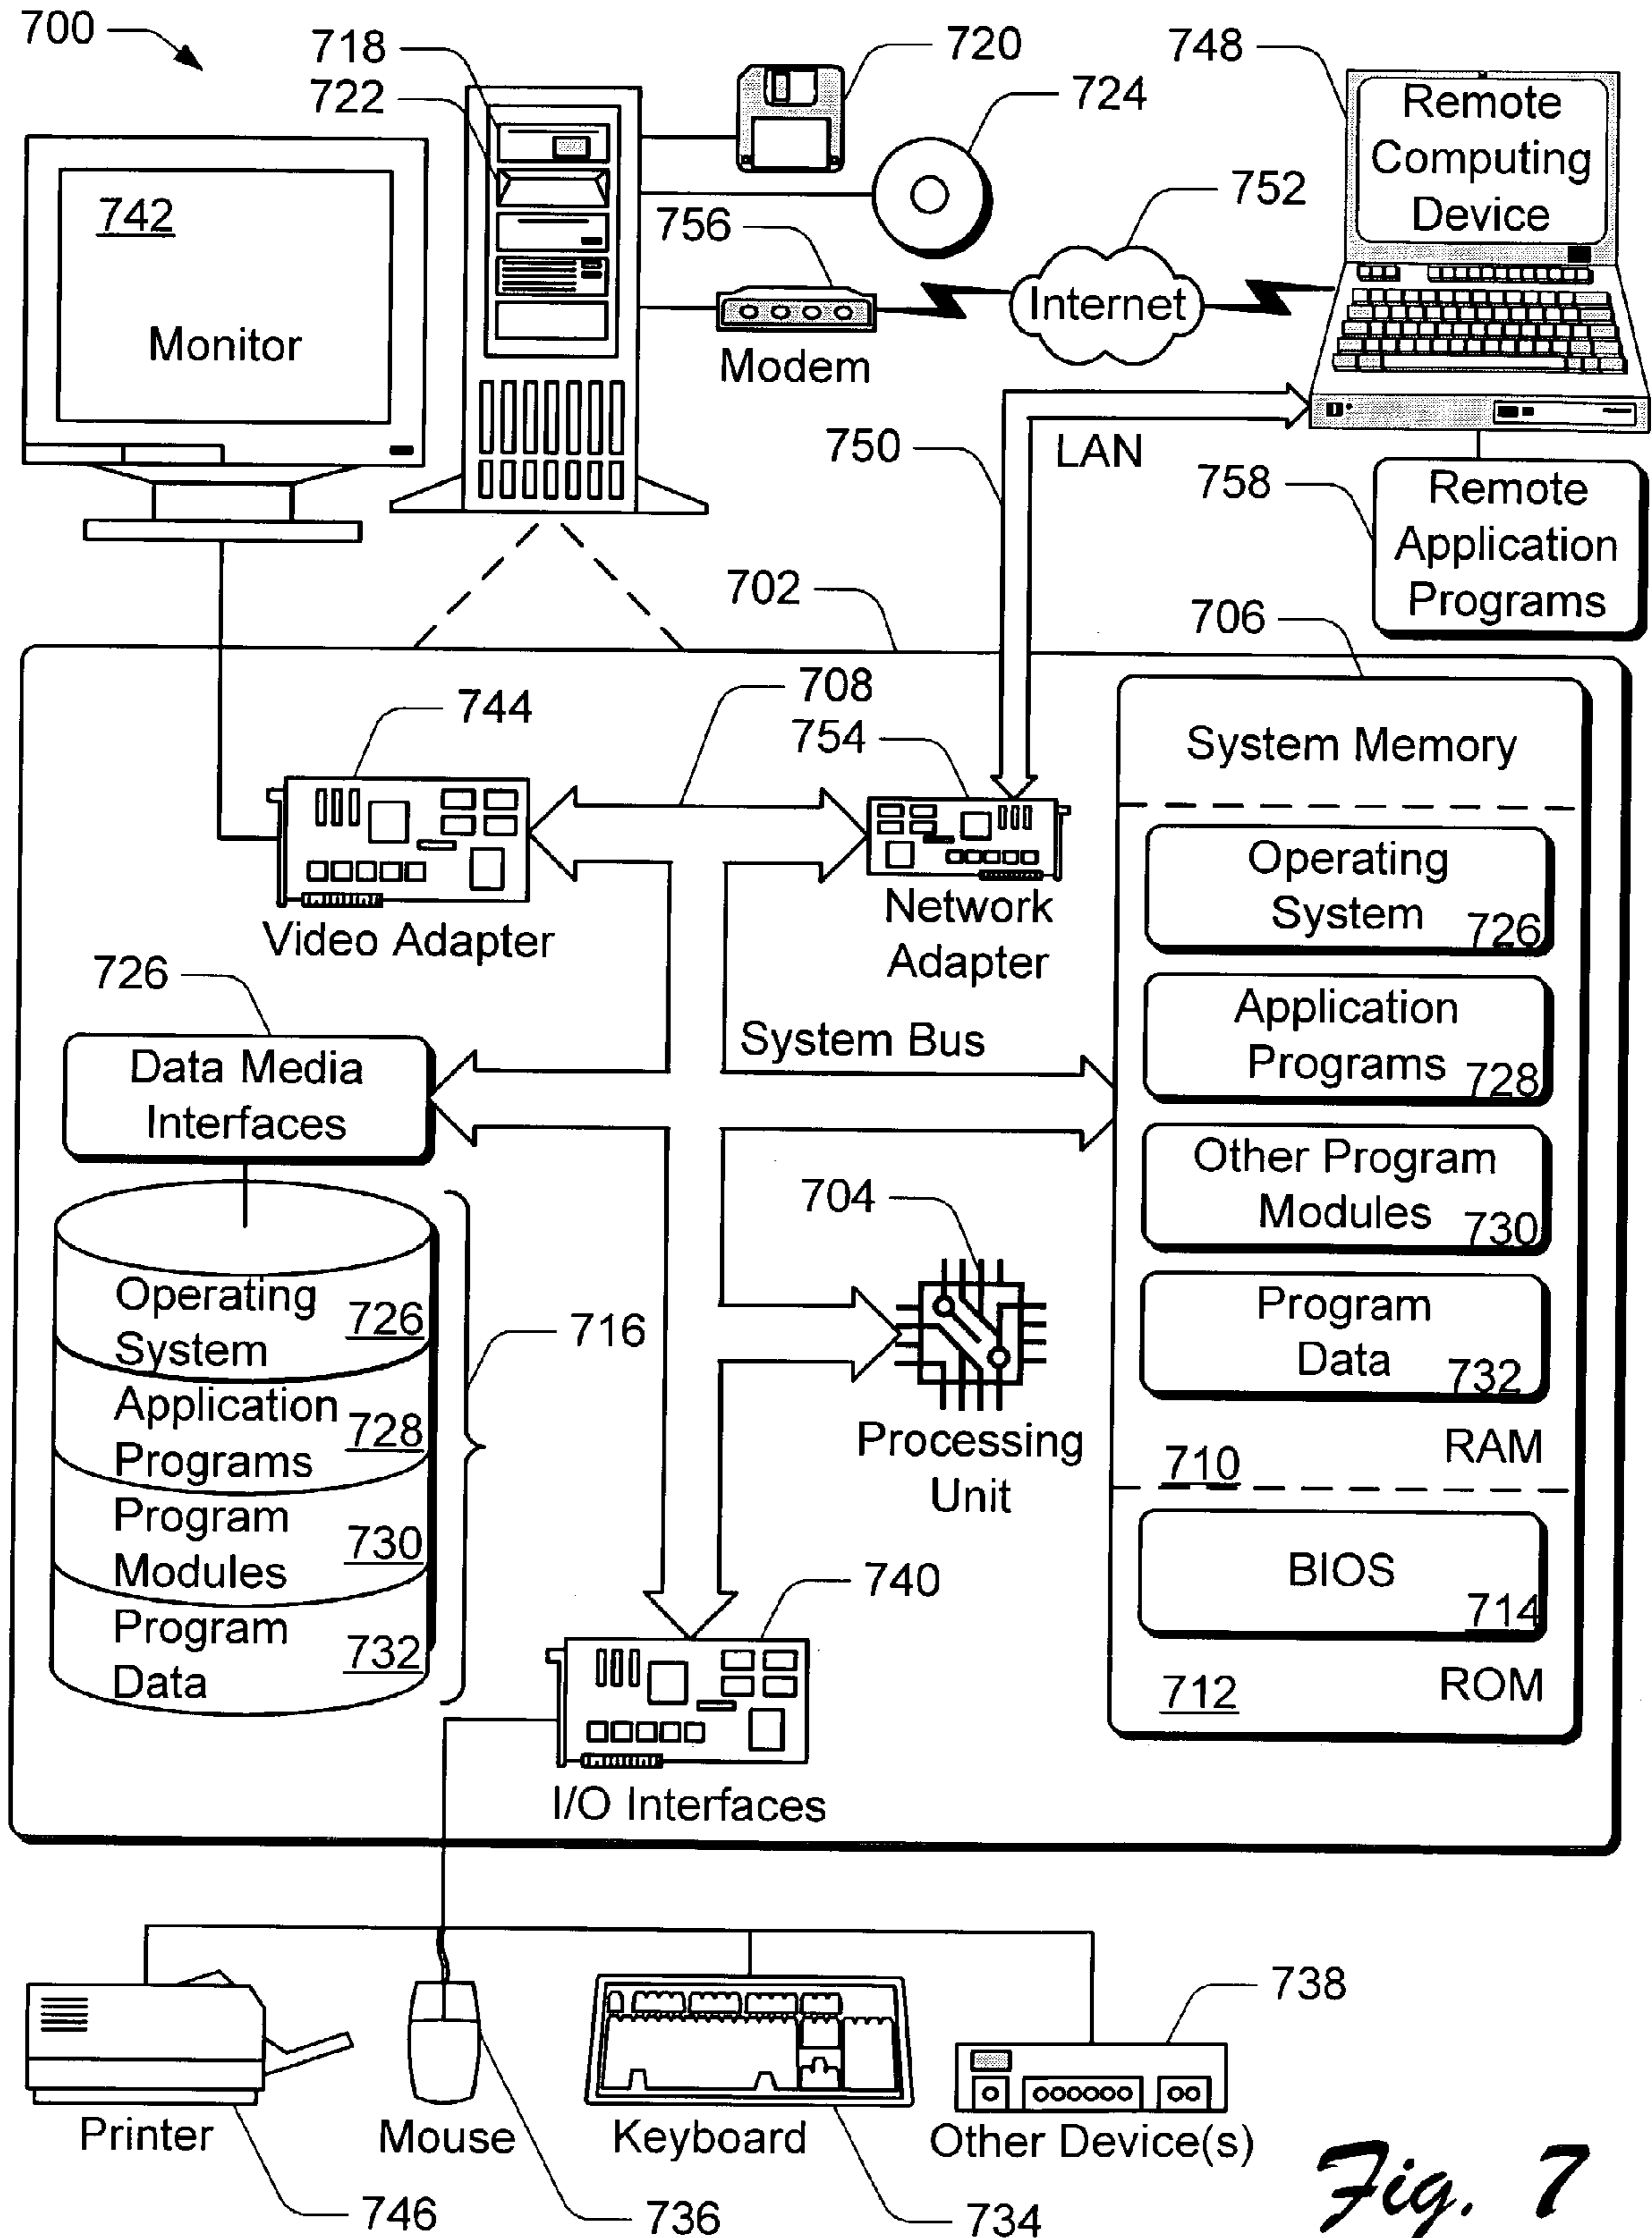 700
718
722
720
724
748
Remote
Computing
Device
742
Monitor
756
Modem
752
Internet
750
LAN
758
Remote
Application
Programs
702
706
744
708
754
System Memory
Video Adapter
Network
Adapter
Operating
System 726
726
Data Media
Interfaces
System Bus
Application
Programs 728
Other Program
Modules 730
704
Processing
Unit
Program
Data 732
710 RAM
Operating
System 726
Application
Programs 728
Program
Modules 730
Program
Data 732
716
BIOS
714
712 ROM
740
I/O Interfaces
738
Printer
Mouse
Keyboard
Other Device(s)
746
736
734
Fig. 7